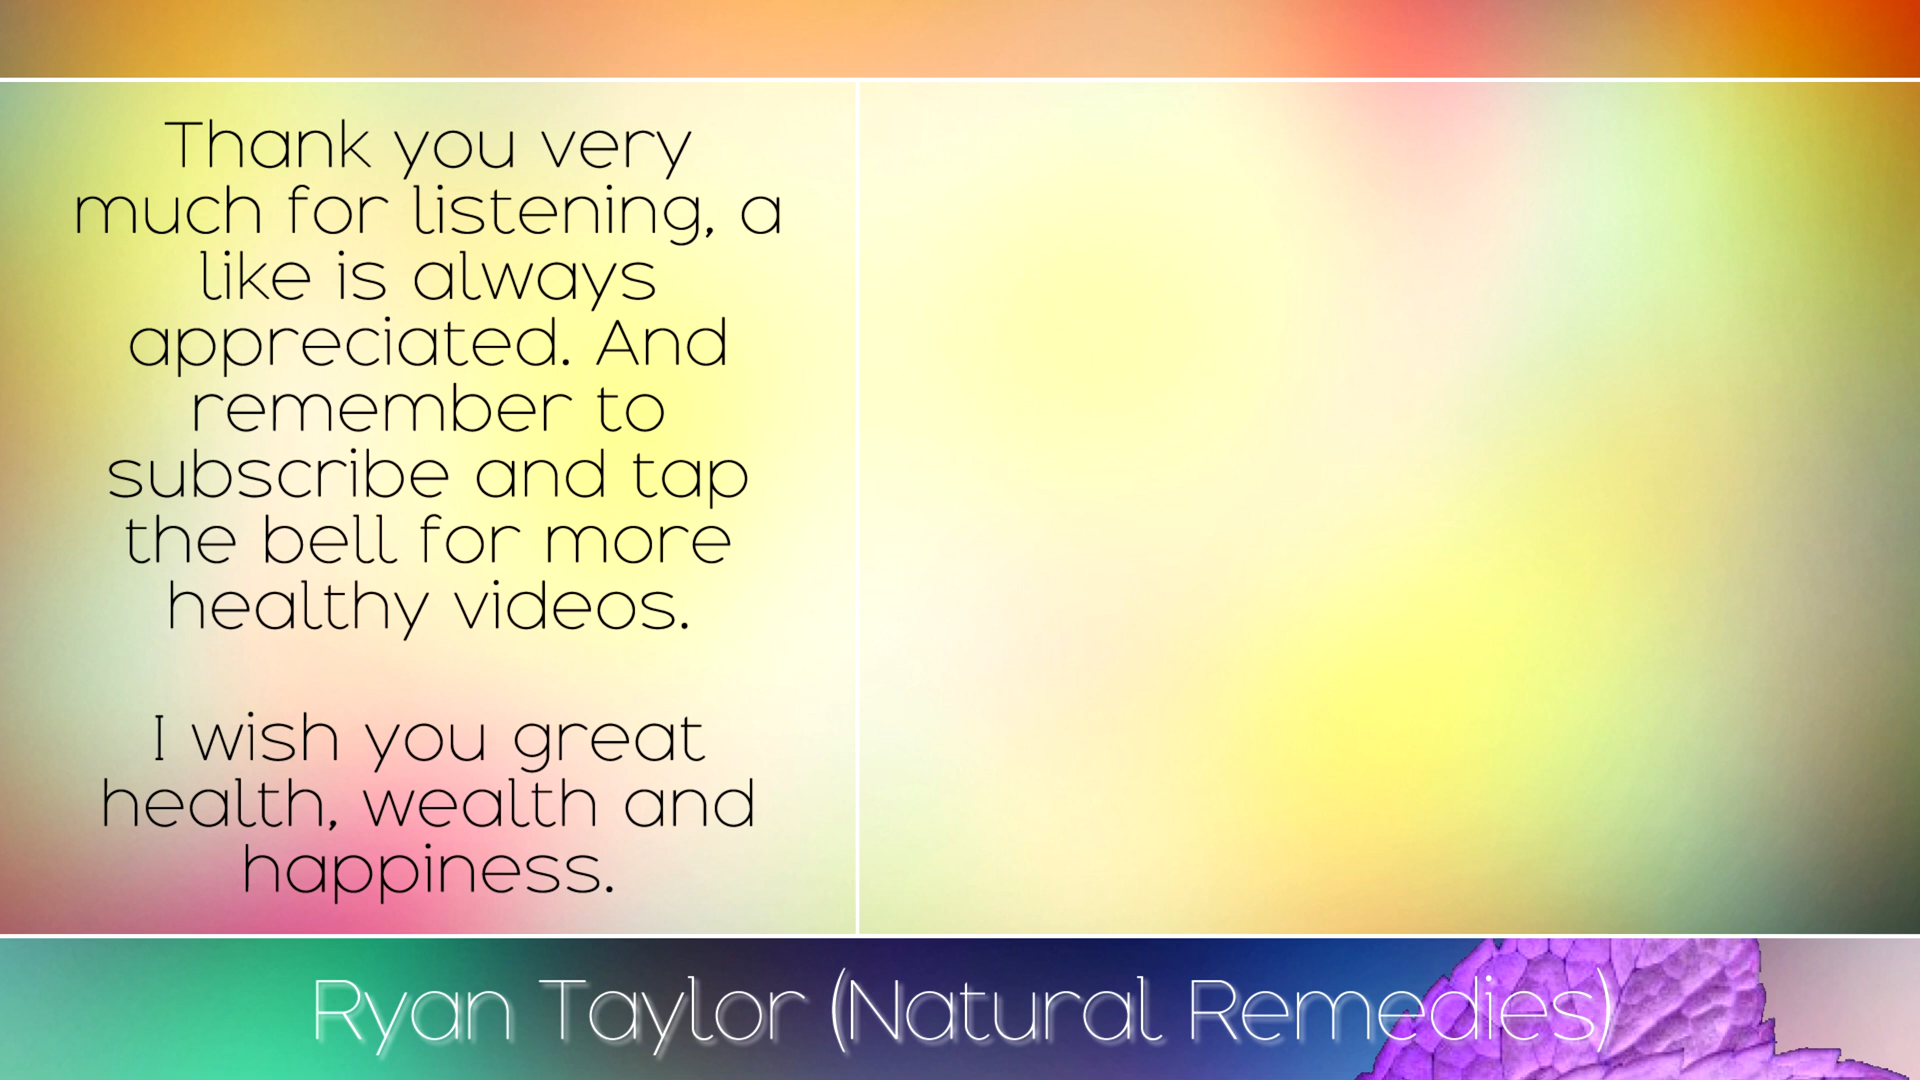 Thank you very
much for listening, a
like is always
appreciated. And
remember to
subscribe and tap
the bell for more
healthy videos.
I wish you great
health, wealth and
happiness.
Ryan Taylor (Natural Remedies)